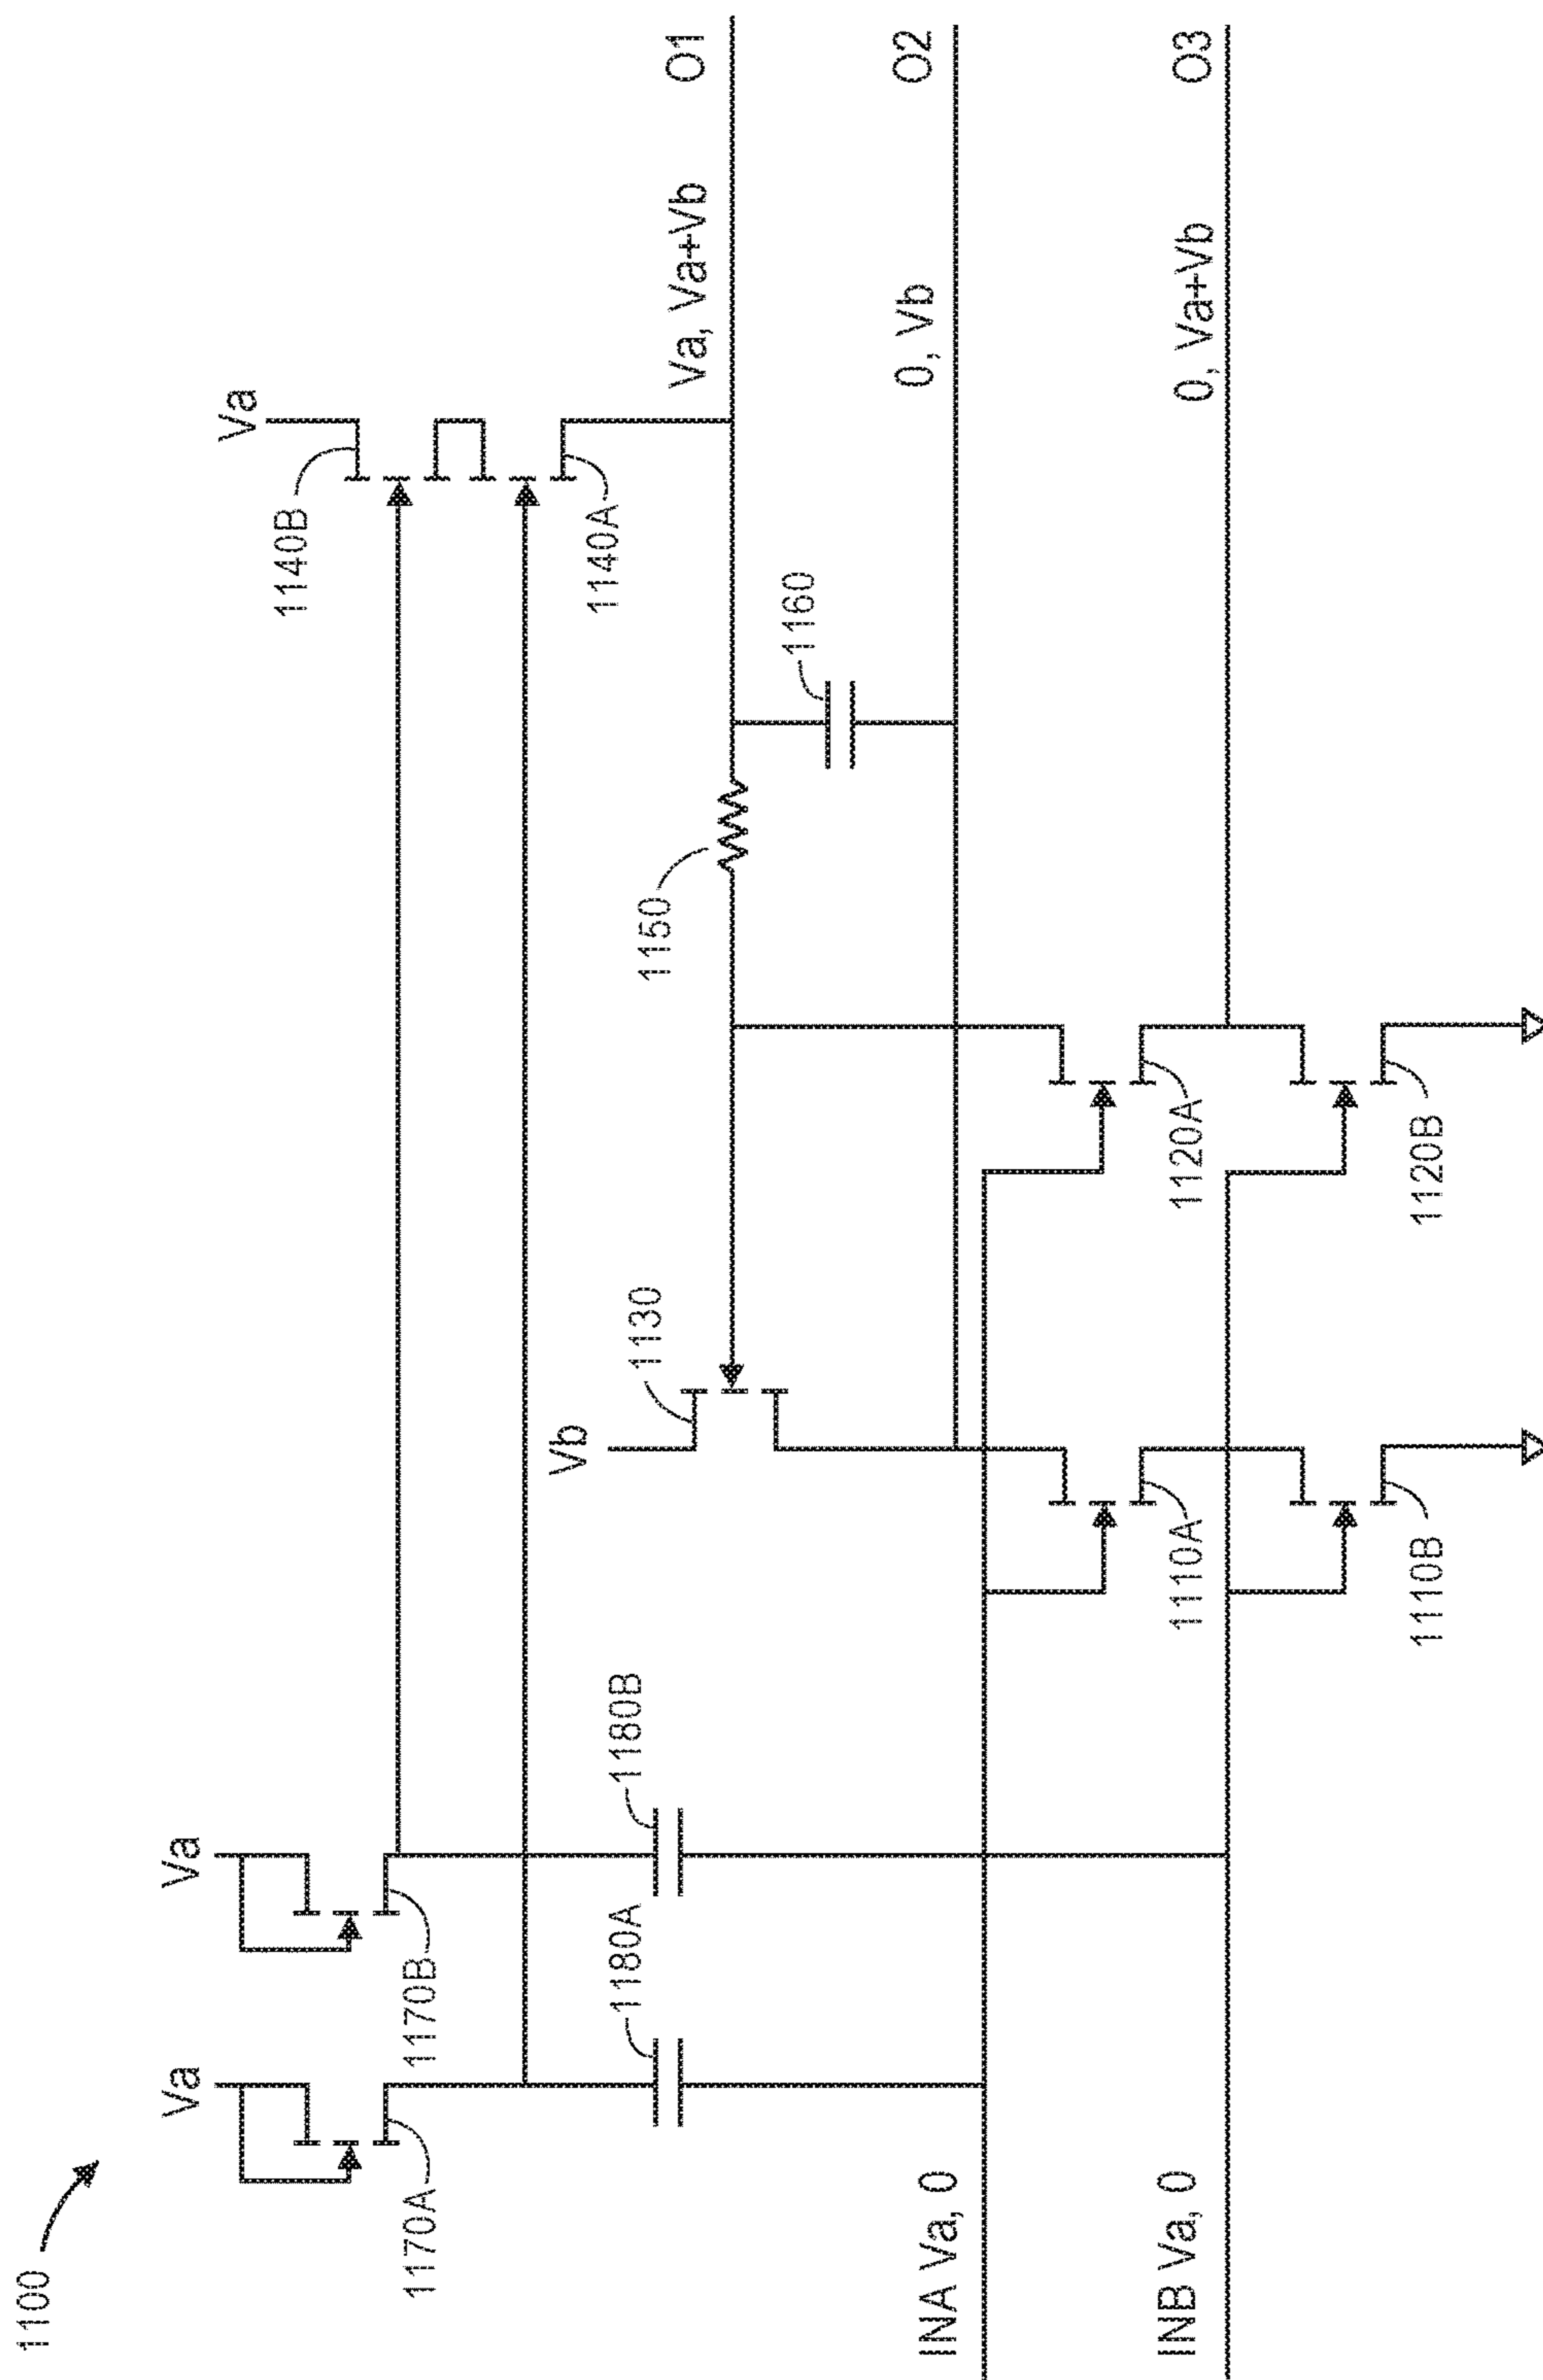 1100
Va
1140B
1140A
Va, Va+Vb O1
1160
0, Vb O2
0, Va+Vb O3
1150
Vb
1130
1120A
1120B
1110A
1110B
Va
1170B
1180B
Va
1170A
1180A
INA Va, 0
INB Va, 0